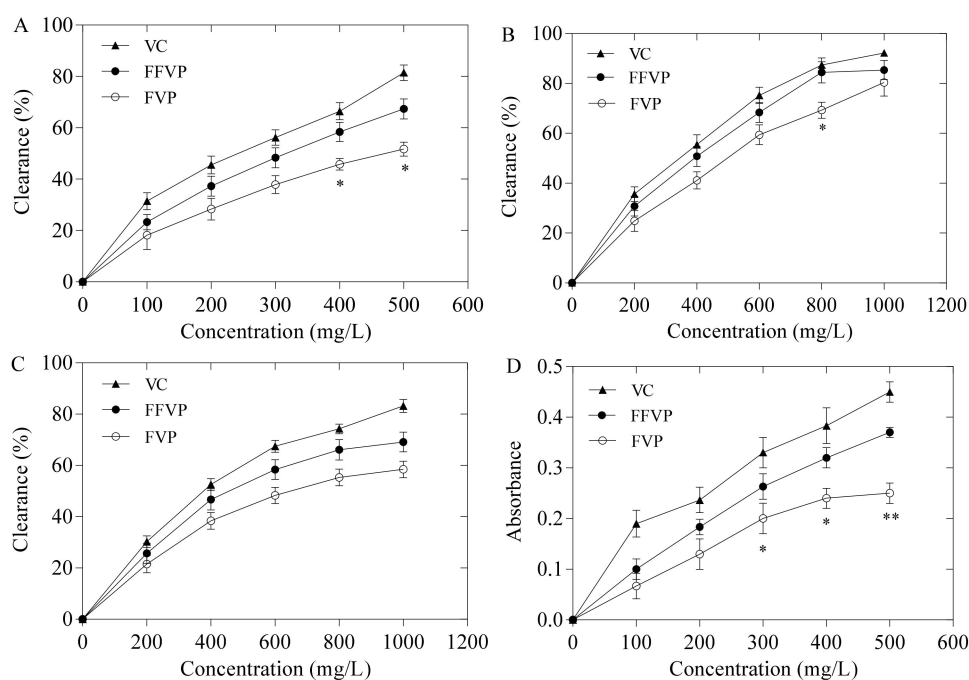 A
100
80
60
40
20
0
Clearance (%)
VC
FFVP
FVP
*
*
0 100 200 300 400 500 600
Concentration (mg/L)
B
100
80
60
40
20
0
Clearance (%)
VC
FFVP
FVP
*
0 200 400 600 800 1000 1200
Concentration (mg/L)
C
100
80
60
40
20
0
Clearance (%)
VC
FFVP
FVP
0 200 400 600 800 1000 1200
Concentration (mg/L)
D
0.5
0.4
0.3
0.2
0.1
0.0
Absorbance
VC
FFVP
FVP
*
*
**
0 100 200 300 400 500 600
Concentration (mg/L)